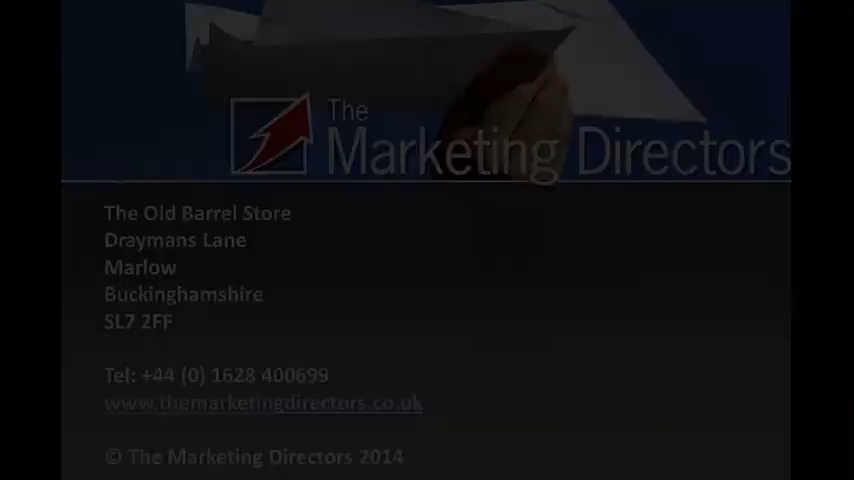 The
Marketing Directors
The Old Barrel Store
Draymans Lane
Marlow
Buckinghamshire
SL7 2FF
Tel: +44 (0) 1628 400699
www.themarketingdirectors.co.uk
© The Marketing Directors 2014